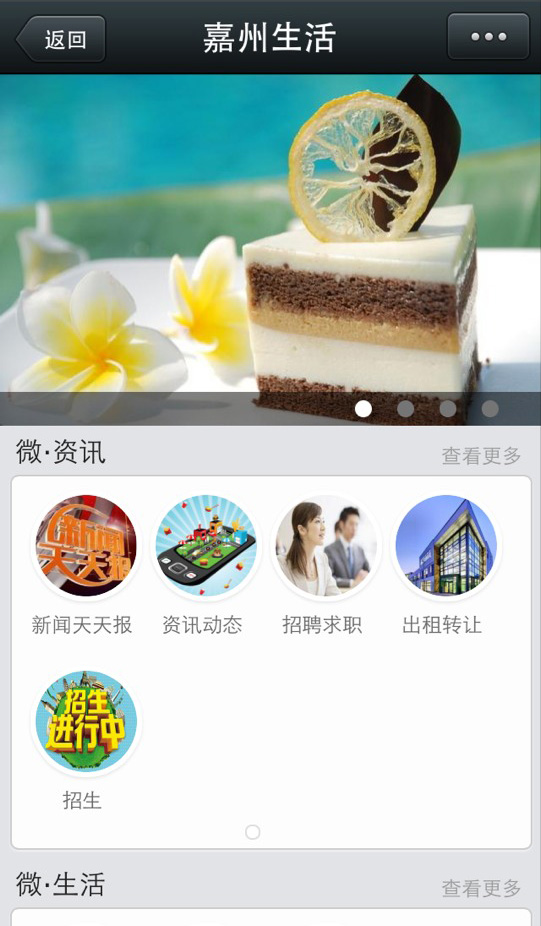 返回
嘉州生活
微·资讯
查看更多
新闻
天天报
新闻天天报
资讯动态
招聘求职
出租转让
招生
进行中
招生
微·生活
查看更多